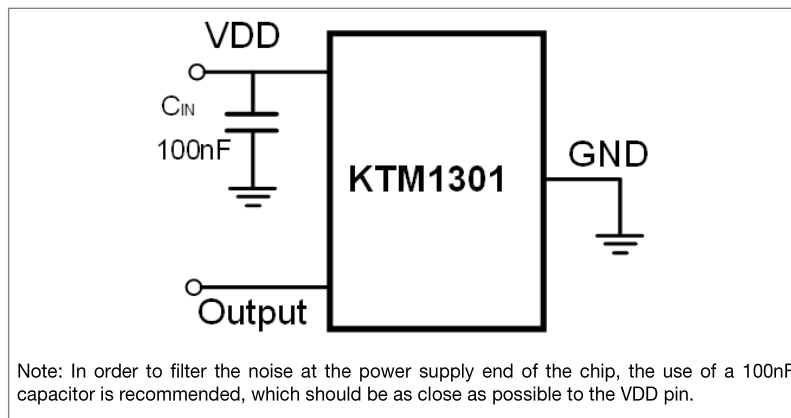 VDD
CIN
100nF
KTM1301
GND
Output
Note: In order to filter the noise at the power supply end of the chip, the use of a 100nF
capacitor is recommended, which should be as close as possible to the VDD pin.